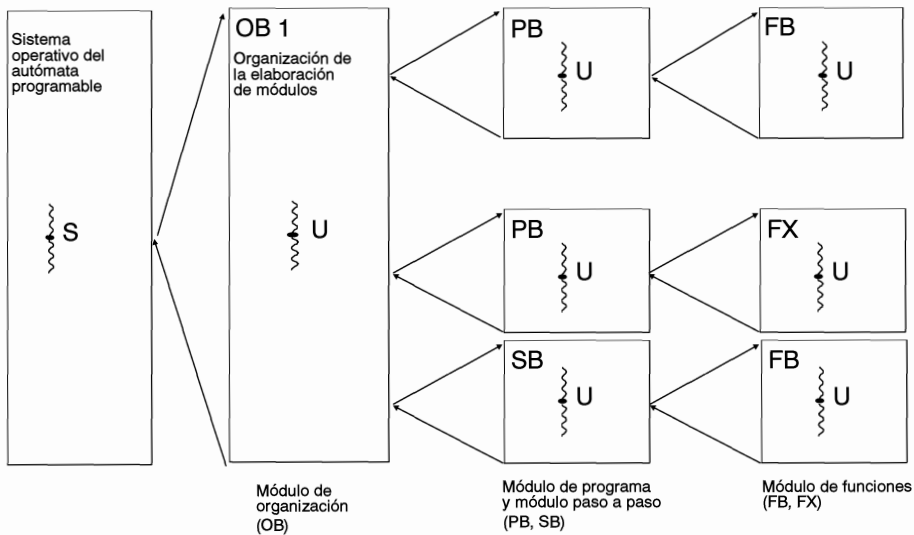 Sistema
operativo del
autómata
programable
S
OB 1
Organización de
la elaboración
de módulos
U
PB
U
FB
U
PB
U
FX
U
SB
U
FB
U
Módulo de
organización
(OB)
Módulo de programa
y módulo paso a paso
(PB, SB)
Módulo de funciones
(FB, FX)